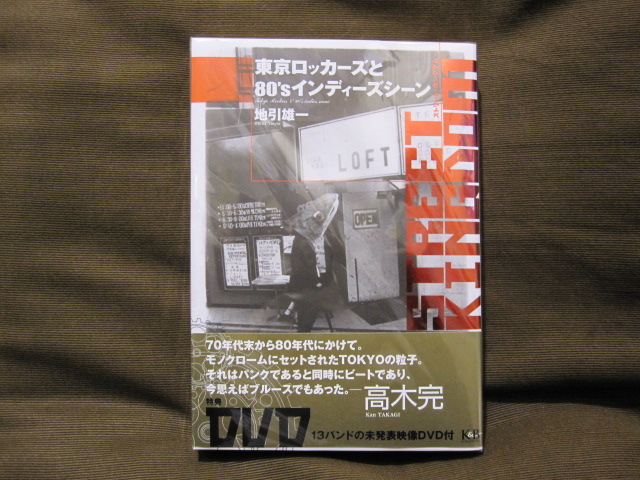 東京ロッカーズと
80'sインディーズシーン
地引雄一
STREET
KINGDOM
LOFT
OPEN
70年代末から80年代にかけて。
モノクロームにセットされたTOKYOの粒子。
それはパンクであると同時にビートであり、
今思えばブルースでもあった。─高木完
Kan TAKAGI
特典
DVD
13バンドの未発表映像DVD付
K&B